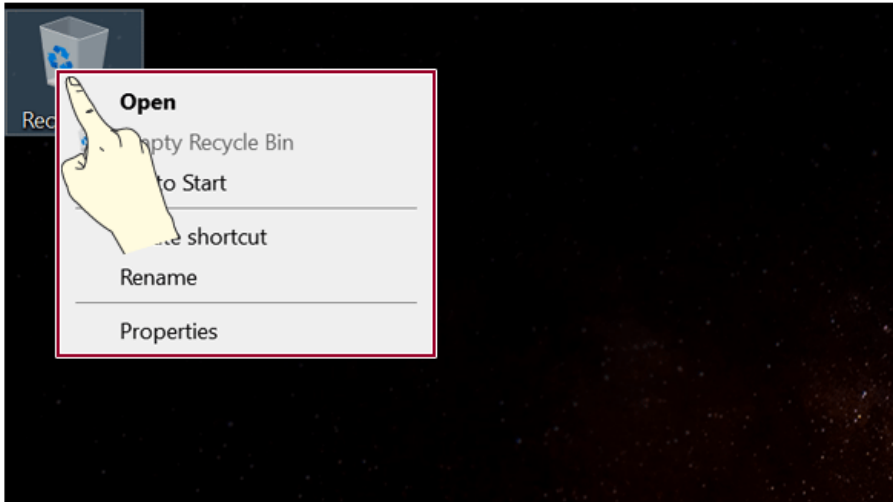 Open
Recycle Bin
to Start
shortcut
Rename
Properties